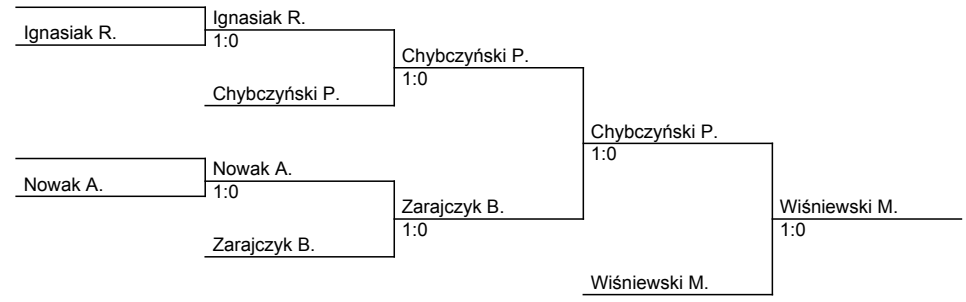 Ignasiak R.
Ignasiak R.
1:0
Chybczyński P.
Chybczyński P.
1:0
Nowak A.
Nowak A.
1:0
Zarajczyk B.
Zarajczyk B.
1:0
Chybczyński P.
1:0
Wiśniewski M.
Wiśniewski M.
1:0